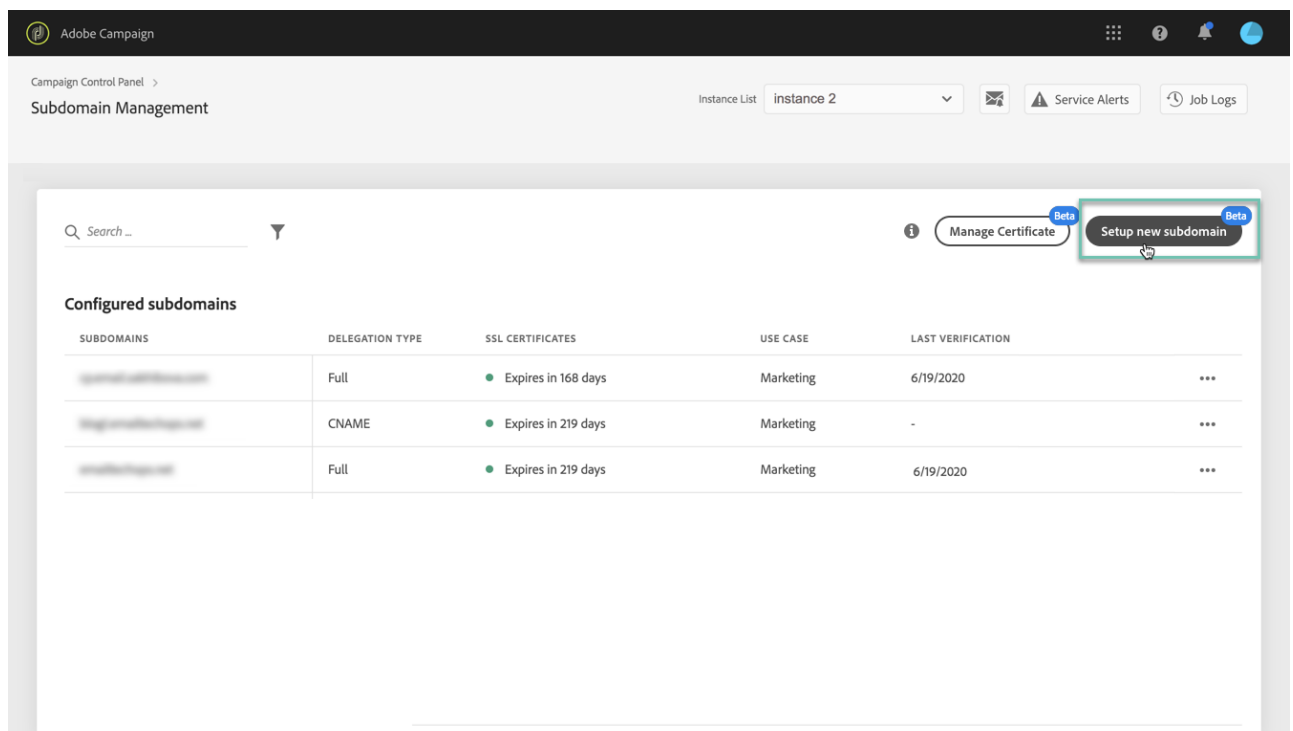 Adobe Campaign
Campaign Control Panel >
Subdomain Management
Instance List instance 2 Service Alerts Job Logs
Search ...
Manage Certificate Beta Setup new subdomain Beta
Configured subdomains
SUBDOMAINS DELEGATION TYPE SSL CERTIFICATES USE CASE LAST VERIFICATION
Full Expires in 168 days Marketing 6/19/2020
CNAME Expires in 219 days Marketing -
Full Expires in 219 days Marketing 6/19/2020